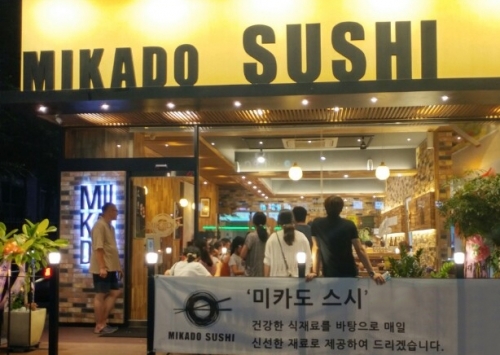 MIKADO SUSHI
MI
KA
D
'미카도 스시'
건강한 식재료를 바탕으로 매일
신선한 재료로 제공하여 드리겠습니다.
MIKADO SUSHI